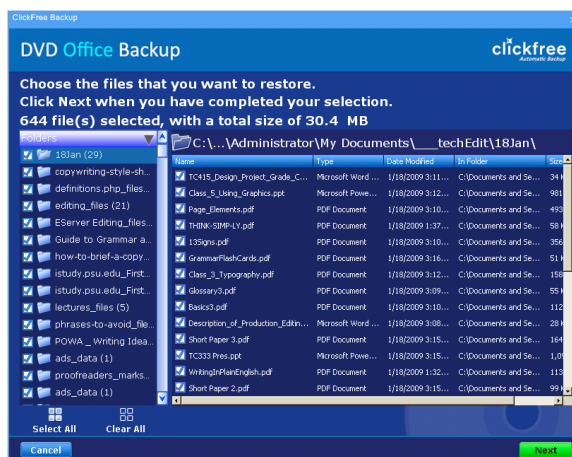 ClickFree Backup
DVD Office Backup
clickfree
Automatic Backup
Choose the files that you want to restore.
Click Next when you have completed your selection.
644 file(s) selected, with a total size of 30.4 MB
Folders
C:\...\Administrator\My Documents\___techEdit\18Jan\
18Jan (29)
copywriting-style-sh...
definitions.php_files...
editing_files (21)
EServer Editing_files...
Guide to Grammar a...
how-to-brief-a-copy...
istudy.psu.edu_First...
istudy.psu.edu_First...
lectures_files (5)
phrases-to-avoid_file...
POWA _ Writing Idea...
ads_data (1)
proofreaders_marks...
ads_data (1)
Name Type Date Modified In Folder Size
TC415_Design_Project_Grade_C... Microsoft Word ... 1/18/2009 3:11... C:\Documents and Se... 34 K
Class_5_Using_Graphics.ppt Microsoft Powe... 1/18/2009 3:12... C:\Documents and Se... 981
Page_Elements.pdf PDF Document 1/18/2009 3:10... C:\Documents and Se... 493
THINK-SIMP-LY.pdf PDF Document 1/18/2009 1:37... C:\Documents and Se... 58 K
13Signs.pdf PDF Document 1/18/2009 3:10... C:\Documents and Se... 356
GrammarFlashCards.pdf PDF Document 1/18/2009 3:16... C:\Documents and Se... 51 K
Class_3_Typography.pdf PDF Document 1/18/2009 3:12... C:\Documents and Se... 158
Glossary3.pdf PDF Document 1/18/2009 3:09... C:\Documents and Se... 55 K
Basics3.pdf PDF Document 1/18/2009 3:10... C:\Documents and Se... 112
Description_of_Production_Editin... Microsoft Word ... 1/18/2009 3:08... C:\Documents and Se... 28 K
Short Paper 3.pdf PDF Document 1/18/2009 3:15... C:\Documents and Se... 164
TC333 Pres.ppt Microsoft Powe... 1/18/2009 3:15... C:\Documents and Se... 1,09
WritingInPlainEnglish.pdf PDF Document 1/18/2009 1:32... C:\Documents and Se... 113
Short Paper 2.pdf PDF Document 1/18/2009 3:15... C:\Documents and Se... 99 K
Select All Clear All
Cancel Next